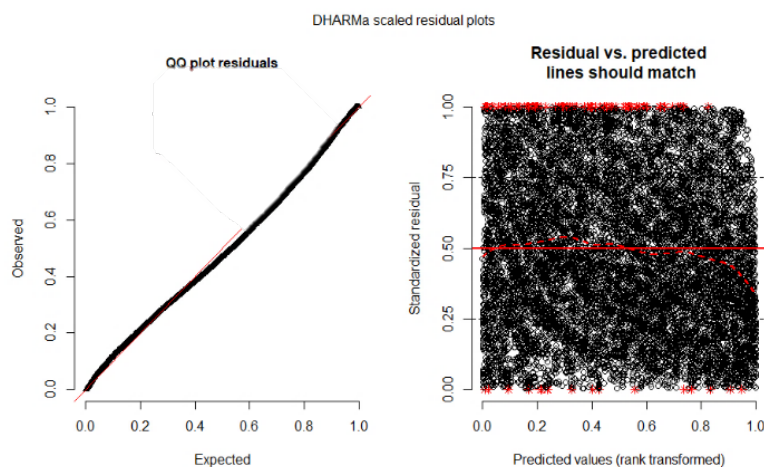 DHARMa scaled residual plots
QQ plot residuals
Observed
0.0 0.2 0.4 0.6 0.8 1.0
0.0 0.2 0.4 0.6 0.8 1.0
Expected
Residual vs. predicted
lines should match
Standardized residual
0.00 0.25 0.50 0.75 1.00
0.0 0.2 0.4 0.6 0.8 1.0
Predicted values (rank transformed)